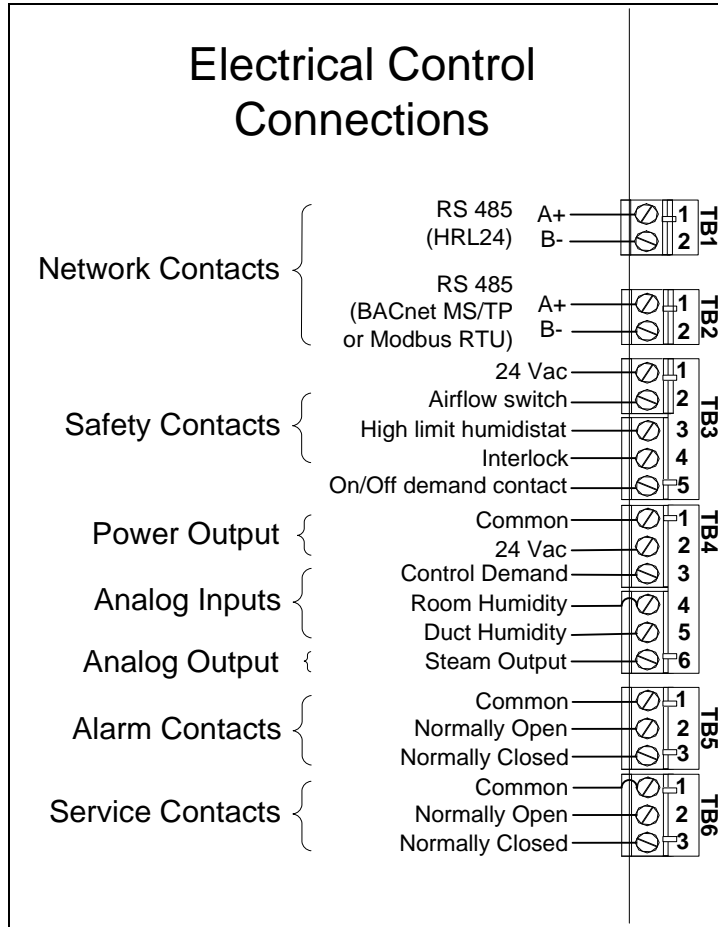 Electrical Control
Connections
Network Contacts
RS 485
(HRL24)
A+
B-
1
2
TB1
RS 485
(BACnet MS/TP
or Modbus RTU)
A+
B-
1
2
TB2
Safety Contacts
24 Vac 1
Airflow switch 2
High limit humidistat 3
Interlock 4
On/Off demand contact 5
TB3
Power Output
Common 1
24 Vac 2
Analog Inputs
Control Demand 3
Room Humidity 4
Duct Humidity 5
Analog Output
Steam Output 6
TB4
Alarm Contacts
Common 1
Normally Open 2
Normally Closed 3
TB5
Service Contacts
Common 1
Normally Open 2
Normally Closed 3
TB6